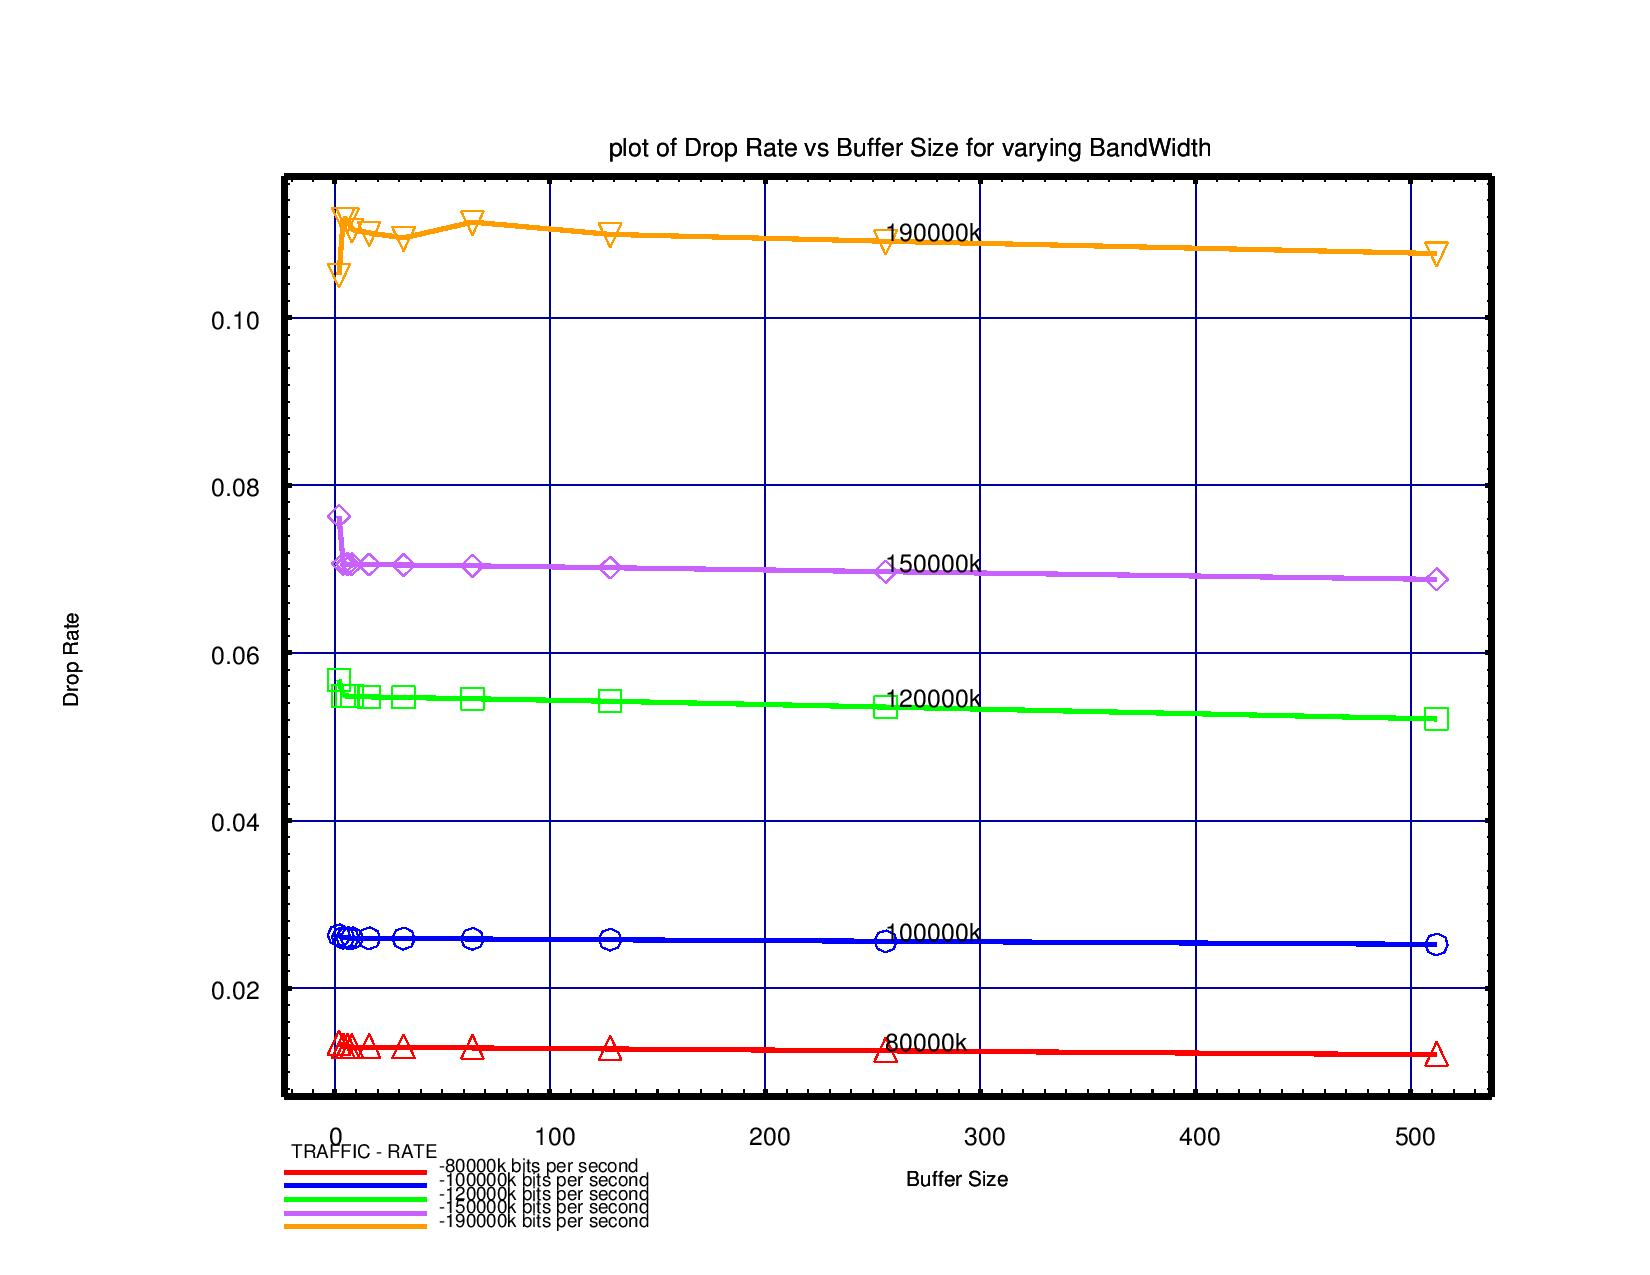 plot of Drop Rate vs Buffer Size for varying BandWidth
190000k
0.10
0.08
150000k
Drop Rate
0.06
120000k
0.04
100000k
0.02
80000k
0 100 200 300 400 500
TRAFFIC - RATE
Buffer Size
-80000k bits per second
-100000k bits per second
-120000k bits per second
-150000k bits per second
-190000k bits per second